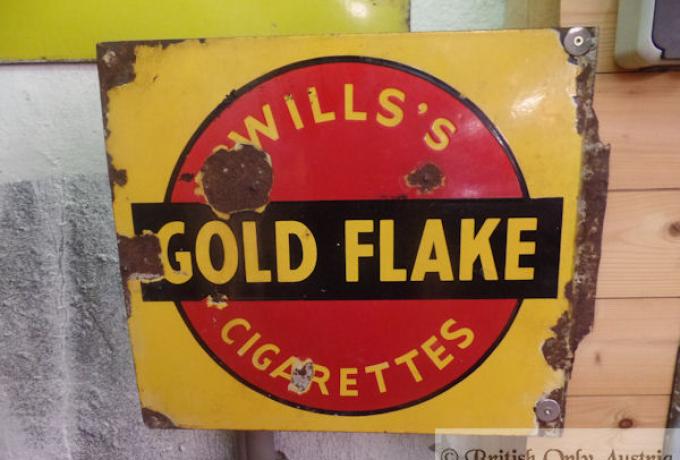 WILLS'S
GOLD FLAKE
CIGARETTES
© British Only Austria